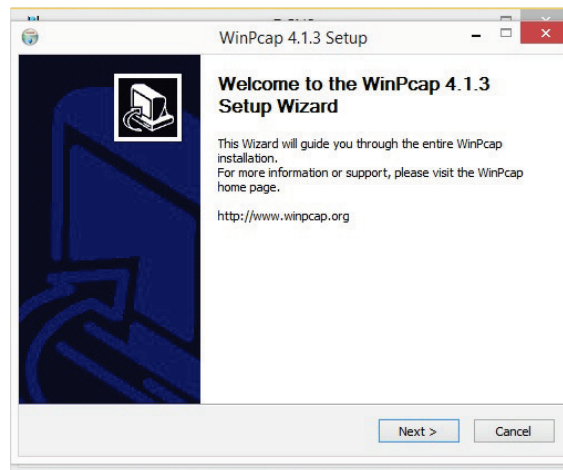 WinPcap 4.1.3 Setup
Welcome to the WinPcap 4.1.3
Setup Wizard
This Wizard will guide you through the entire WinPcap
installation.
For more information or support, please visit the WinPcap
home page.
http://www.winpcap.org
Next >
Cancel